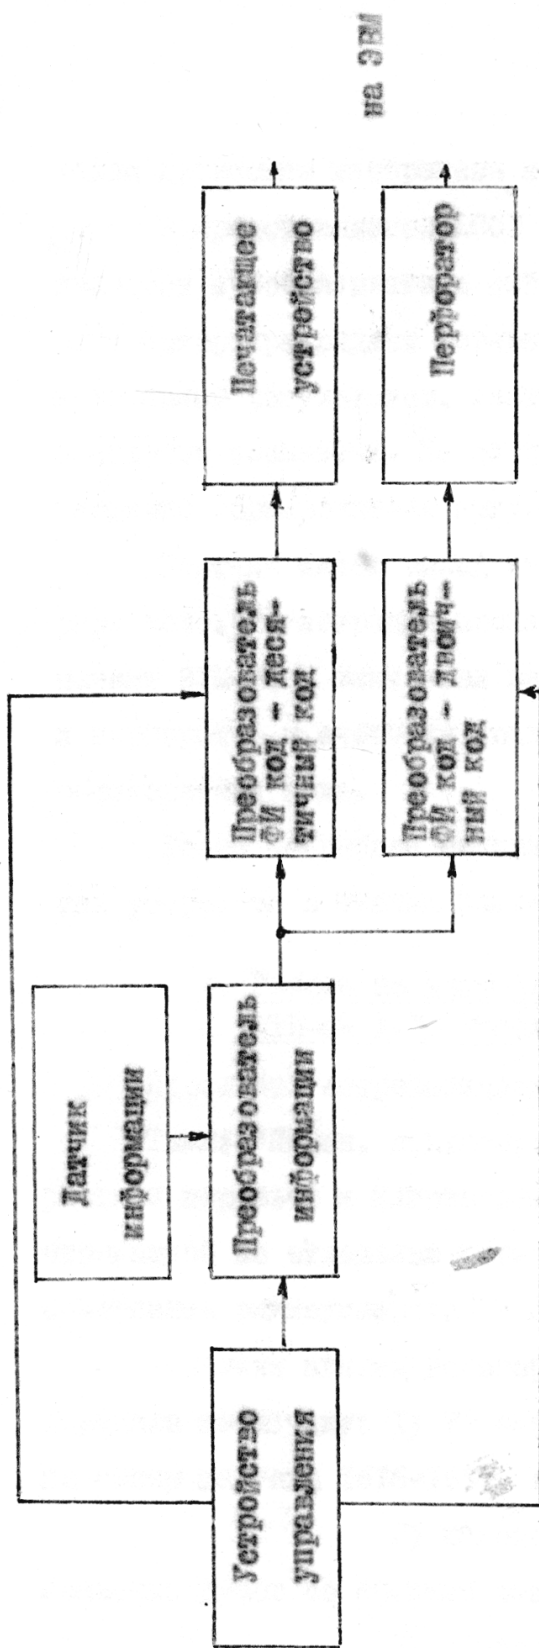 Устройство
управления
Датчик
информации
Преобразователь
информации
Преобразователь
ФИ код – деся-
тичный код
Преобразователь
ФИ код – двоич-
ный код
Печатающее
устройство
Перфоратор
на ЭВМ